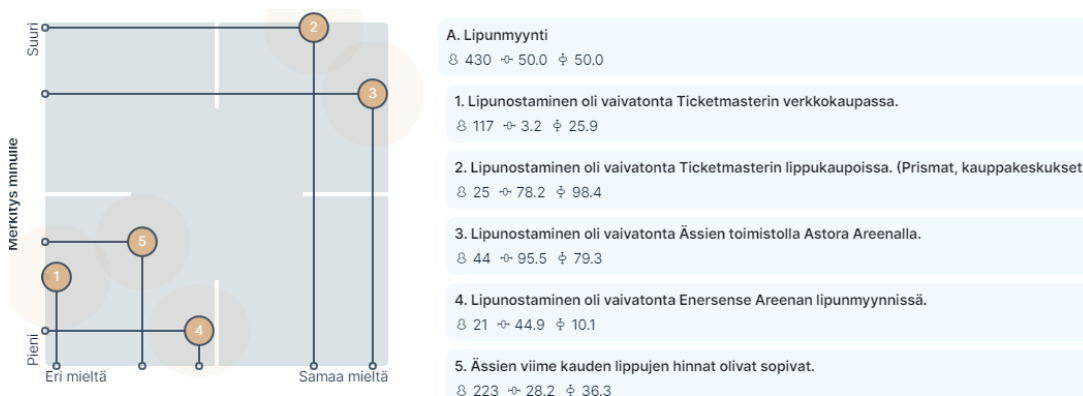 Suuri
Merkitys minulle
Pieni
Eri mieltä
Samaa mieltä
2
3
5
1
4
A. Lipunmyynti
430 50.0 50.0
1. Lipunostaminen oli vaivatonta Ticketmasterin verkkokaupassa.
117 3.2 25.9
2. Lipunostaminen oli vaivatonta Ticketmasterin lippukaupoissa. (Prismat, kauppakeskukset)
25 78.2 98.4
3. Lipunostaminen oli vaivatonta Ässien toimistolla Astora Areenalla.
44 95.5 79.3
4. Lipunostaminen oli vaivatonta Enersense Areenan lipunmyynnissä.
21 44.9 10.1
5. Ässien viime kauden lippujen hinnat olivat sopivat.
223 28.2 36.3